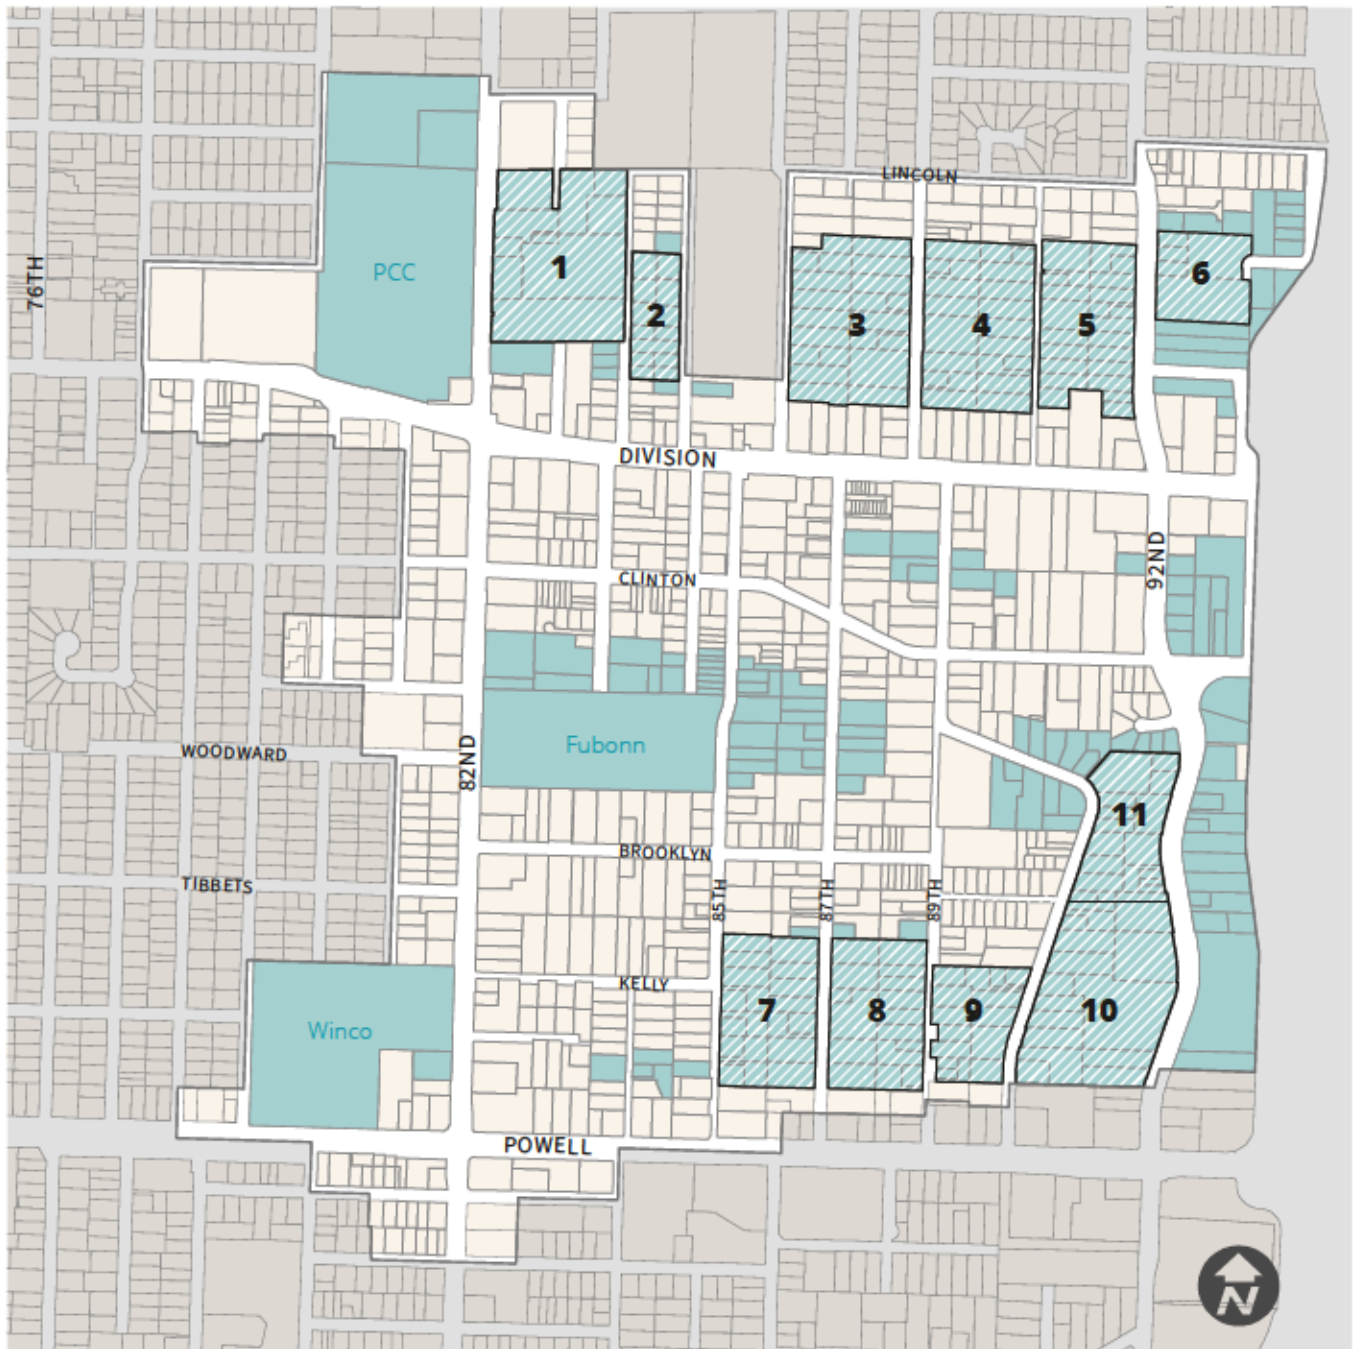 LINCOLN
76TH
PCC
1
2
3
4
5
6
DIVISION
92ND
CLINTON
WOODWARD
82ND
Fubonn
11
BROOKLYN
TIBBETS
85TH
87TH
89TH
KELLY
7
8
9
10
Winco
POWELL
N